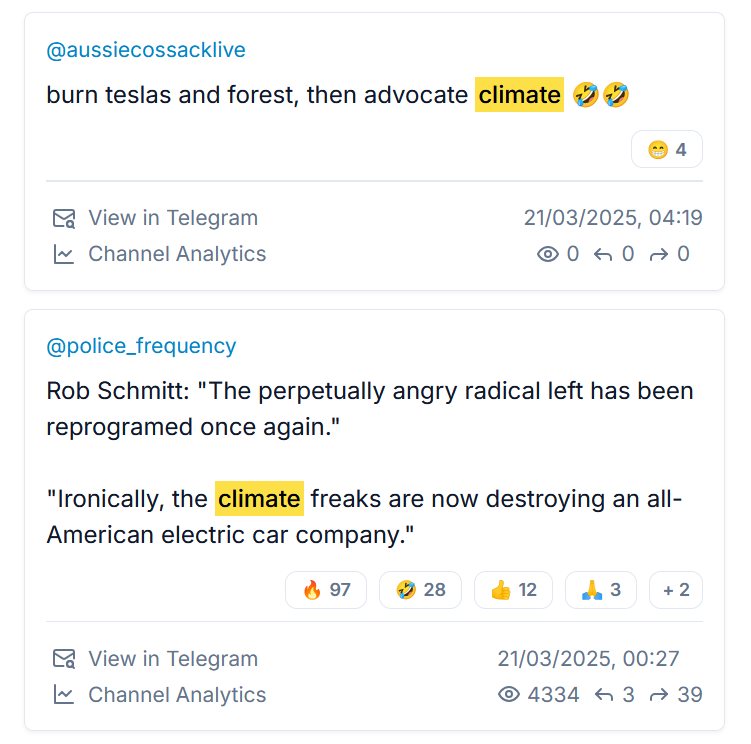 @aussiecossacklive
burn teslas and forest, then advocate climate 🤣🤣
😁 4
View in Telegram
21/03/2025, 04:19
Channel Analytics
0 0 0
@police_frequency
Rob Schmitt: "The perpetually angry radical left has been
reprogramed once again."
"Ironically, the climate freaks are now destroying an all-
American electric car company."
🔥 97 🤣 28 👍 12 🙏 3 + 2
View in Telegram
21/03/2025, 00:27
Channel Analytics
4334 3 39